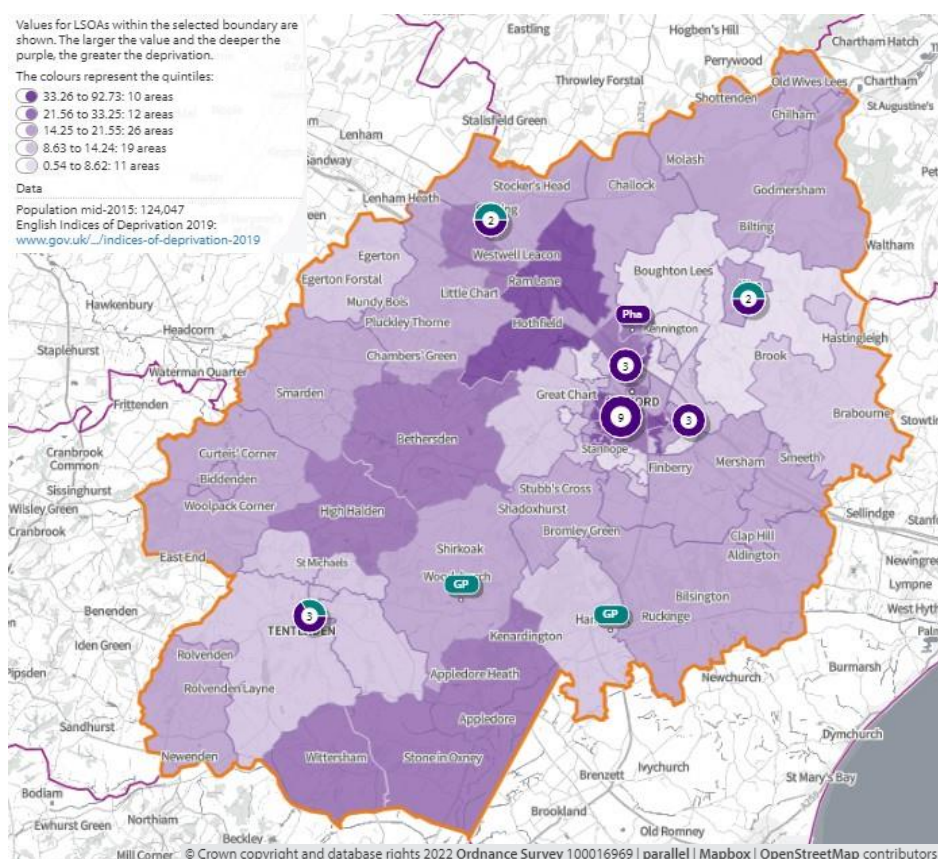 Values for LSOAs within the selected boundary are
shown. The larger the value and the deeper the
purple, the greater the deprivation.
The colours represent the quintiles:
33.26 to 92.73: 10 areas
21.56 to 33.25: 12 areas
14.25 to 21.55: 26 areas
8.63 to 14.24: 19 areas
0.54 to 8.62: 11 areas
Data
Population mid-2015: 124,047
English Indices of Deprivation 2019:
www.gov.uk/.../indices-of-deprivation-2019
Eastling
Hogben's Hill
Perrywood
Chartham Hatch
Throwley Forstal
Old Wives Lees
Chartham
Shottenden
A251
Stalisfield Green
Chilham
St Augustine's
Lenham
Sandway
Molash
Lenham Heath
Stocker's Head
Challock
Godmersham
2
Bilting
Waltham
Egerton
Westwell Leacon
Boughton Lees
Egerton Forstal
Ram Lane
Hawkenbury
Mundy Bois
Little Chart
2
Headcorn
Pluckley Thorne
Hothfield
Pha
Kennington
Hastingleigh
Staplehurst
Chambers' Green
Brook
Waterman Quarter
3
Frittenden
Smarden
Great Chart
Brabourne
9
3
Stowting
Cranbrook
Common
Curteis' Corner
Bethersden
Stanhope
Finberry
Mersham
Smeeth
Sissinghurst
Biddenden
Stubb's Cross
Wilsley Green
Woolpack Corner
High Halden
Shadoxhurst
Sellindge
Cranbrook
Bromley Green
Clap Hill
East End
Shirkoak
Aldington
St Michaels
Newingreen
GP
Bilsington
Lympne
Benenden
3
GP
Ruckinge
West Hythe
Iden Green
TENTERDEN
Kenardington
Rolvenden
Burmarsh
Appledore Heath
Newchurch
Rolvenden Layne
Sandhurst
Appledore
Dymchurch
Newenden
Wittersham
Stone in Oxney
Ivychurch
St Mary's Bay
Bodiam
Brenzett
Northiam
Brookland
Ewhurst Green
Beckley
Old Romney
Mill Corner
© Crown copyright and database rights 2022 Ordnance Survey 100016969 | parallel | Mapbox | OpenStreetMap contributors